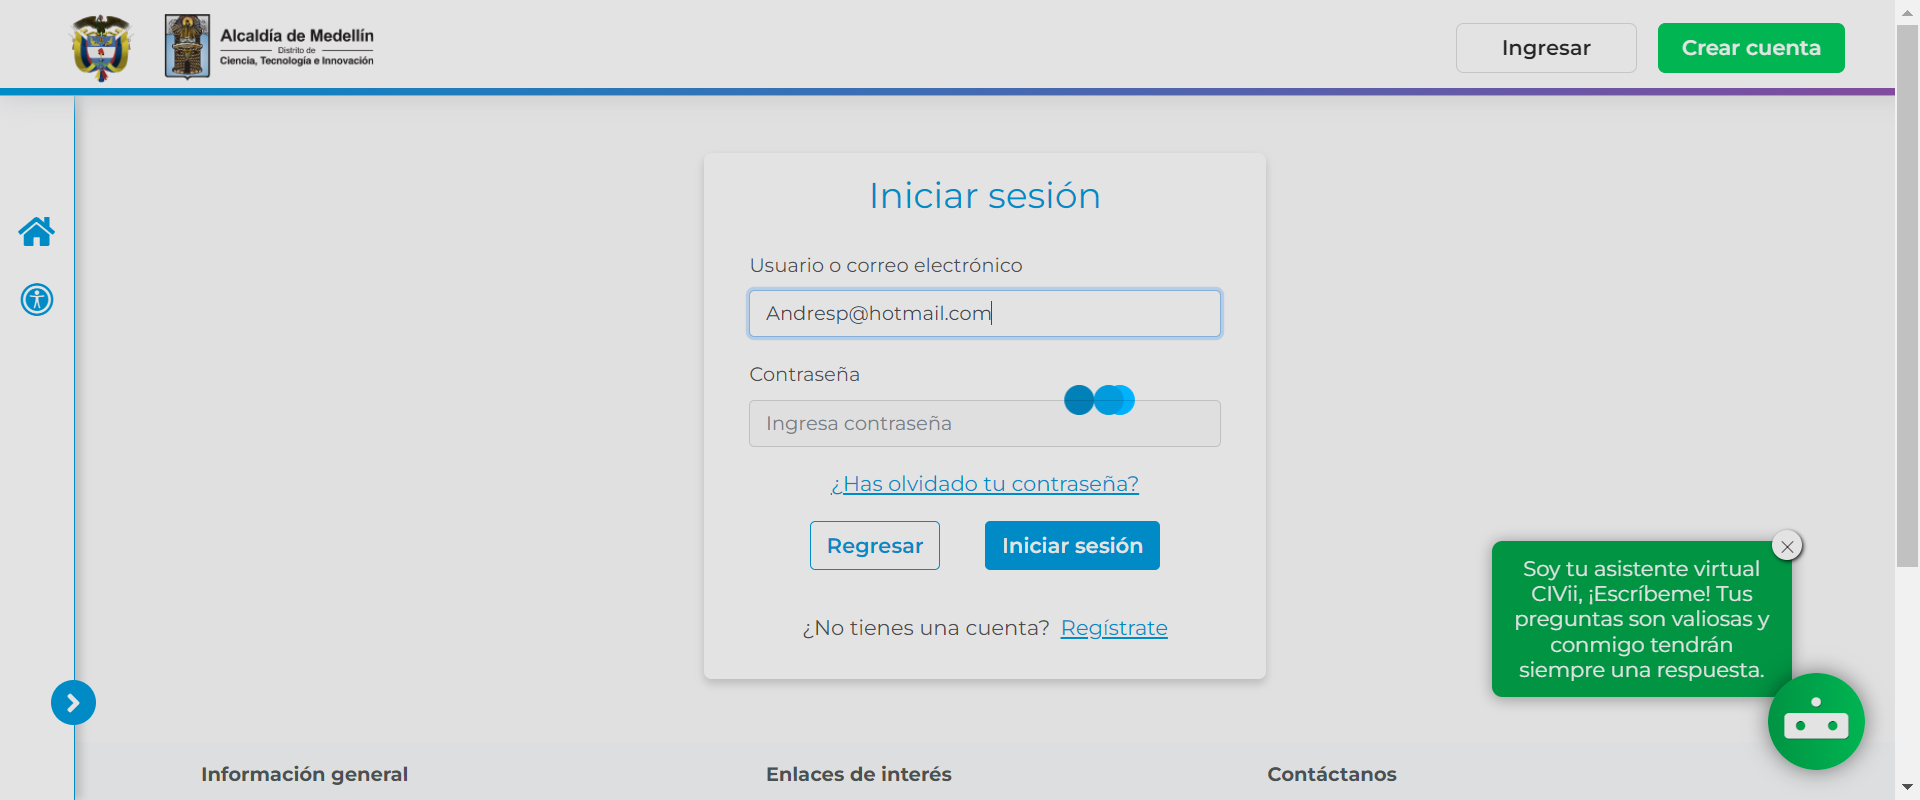 Alcaldía de Medellín
Distrito de
Ciencia, Tecnología e Innovación
Ingresar
Crear cuenta
Iniciar sesión
Usuario o correo electrónico
Andresp@hotmail.com
Contraseña
Ingresa contraseña
¿Has olvidado tu contraseña?
Regresar
Iniciar sesión
¿No tienes una cuenta? Regístrate
Soy tu asistente virtual
CIVii, ¡Escríbeme! Tus
preguntas son valiosas y
conmigo tendrán
siempre una respuesta.
Información general
Enlaces de interés
Contáctanos